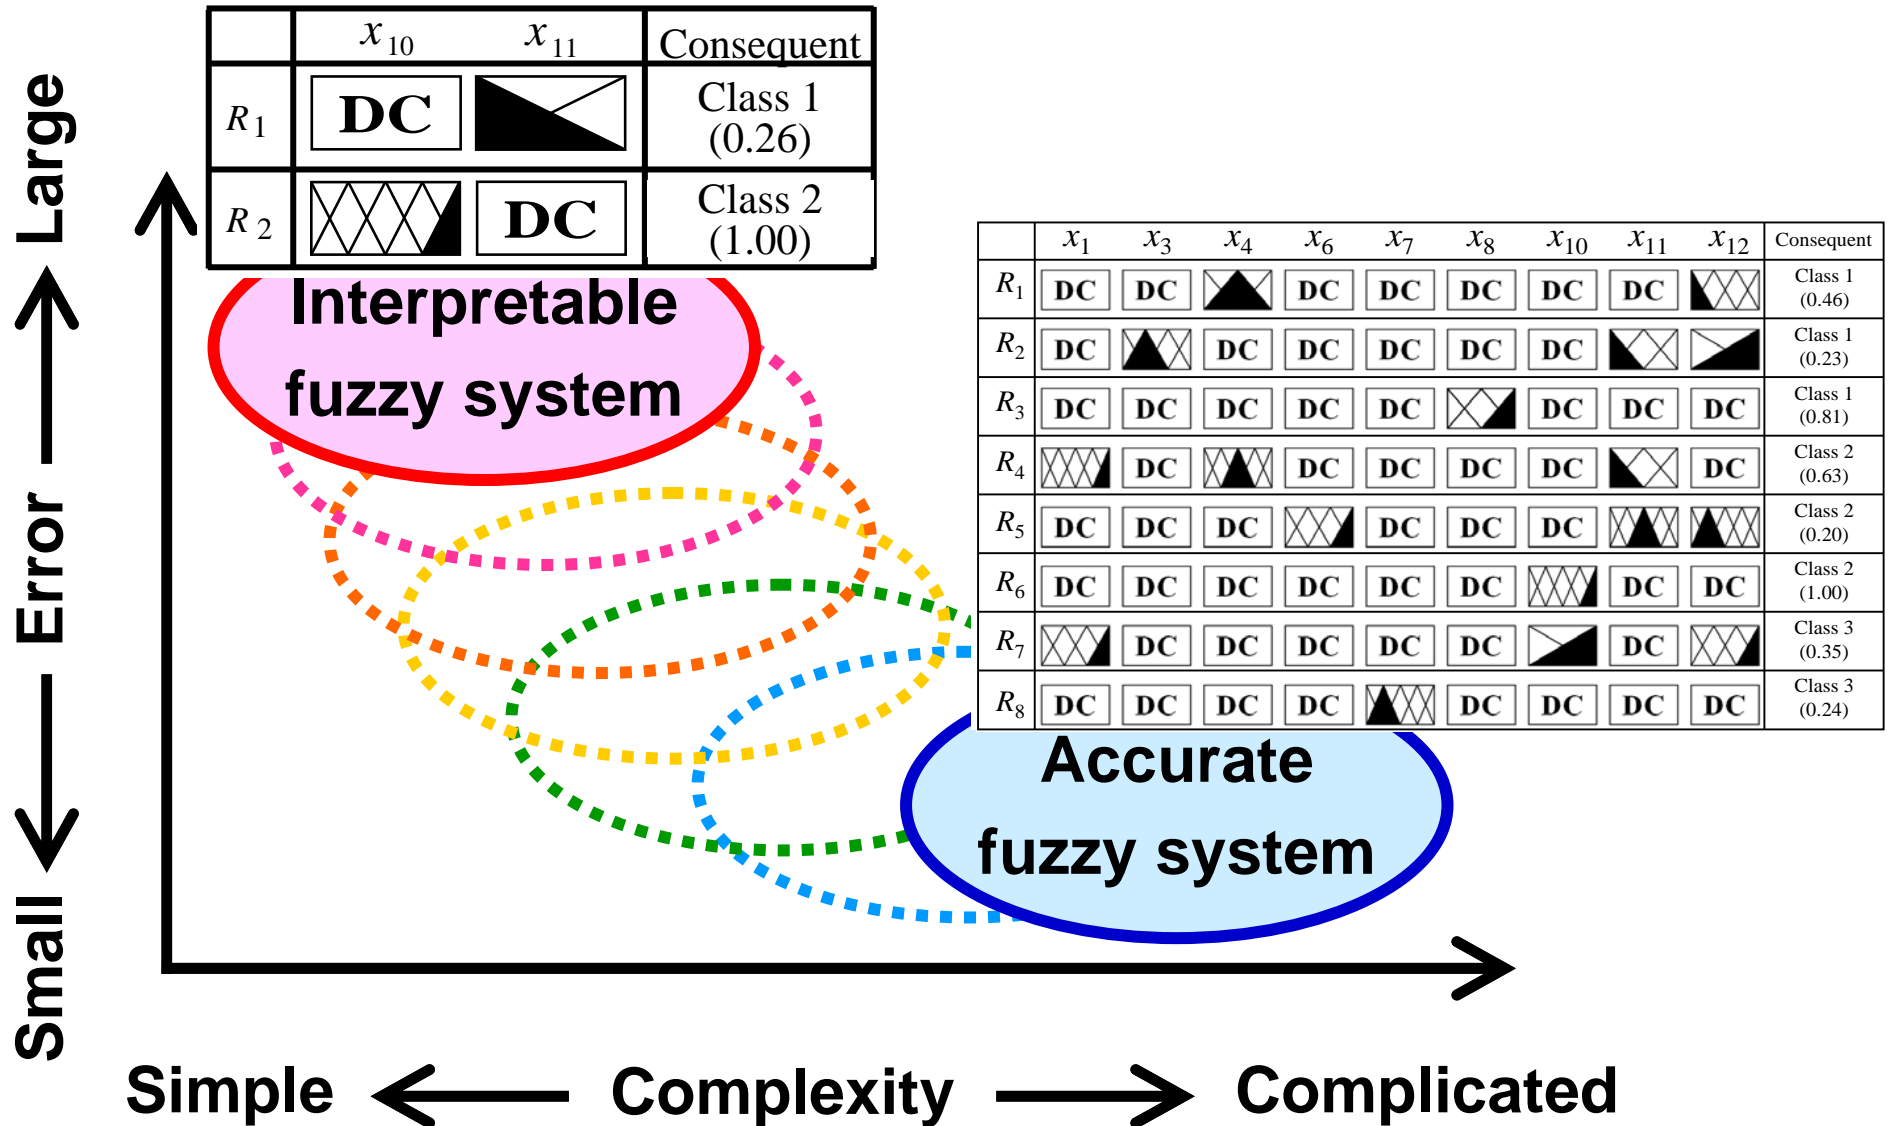 x10 x11 Consequent
R1 DC Class 1 (0.26)
R2 DC Class 2 (1.00)
Interpretable
fuzzy system
x1 x3 x4 x6 x7 x8 x10 x11 x12 Consequent
R1 DC DC DC DC DC DC DC Class 1 (0.46)
R2 DC DC DC DC DC DC Class 1 (0.23)
R3 DC DC DC DC DC DC DC DC Class 1 (0.81)
R4 DC DC DC DC DC DC Class 2 (0.63)
R5 DC DC DC DC DC DC Class 2 (0.20)
R6 DC DC DC DC DC DC DC DC Class 2 (1.00)
R7 DC DC DC DC DC DC Class 3 (0.35)
R8 DC DC DC DC DC DC DC DC Class 3 (0.24)
Accurate
fuzzy system
Large
Error
Small
Simple Complexity Complicated